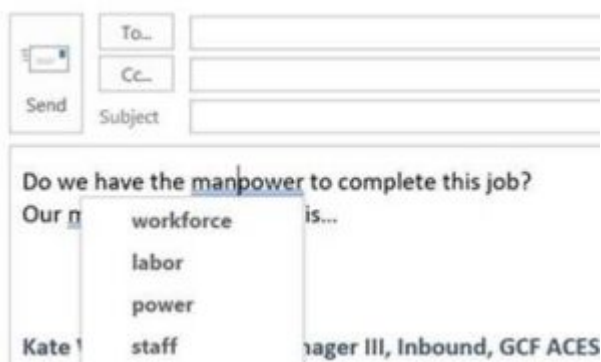 To...
Cc...
Send
Subject
Do we have the manpower to complete this job?
Our is...
workforce
labor
power
staff
Kate III, Inbound, GCF ACES